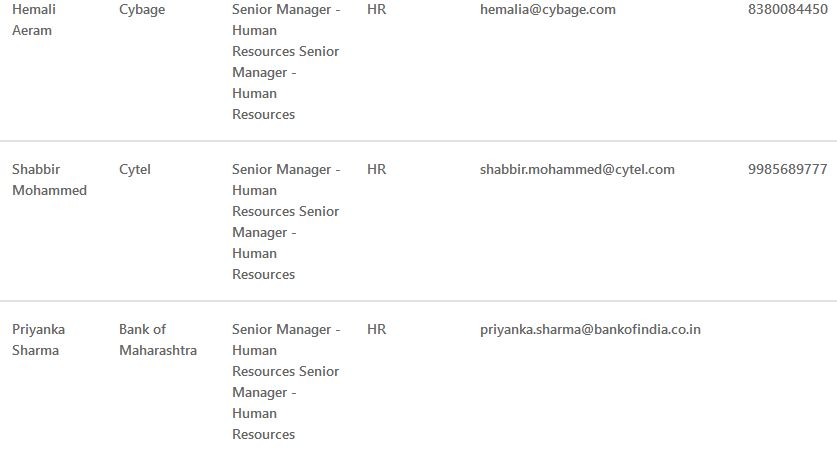 Hemali Cybage Senior Manager - HR hemalia@cybage.com 8380084450
Aeram Human
Resources Senior
Manager -
Human
Resources
Shabbir Cytel Senior Manager - HR shabbir.mohammed@cytel.com 9985689777
Mohammed Human
Resources Senior
Manager -
Human
Resources
Priyanka Bank of Senior Manager - HR priyanka.sharma@bankofindia.co.in
Sharma Maharashtra Human
Resources Senior
Manager -
Human
Resources